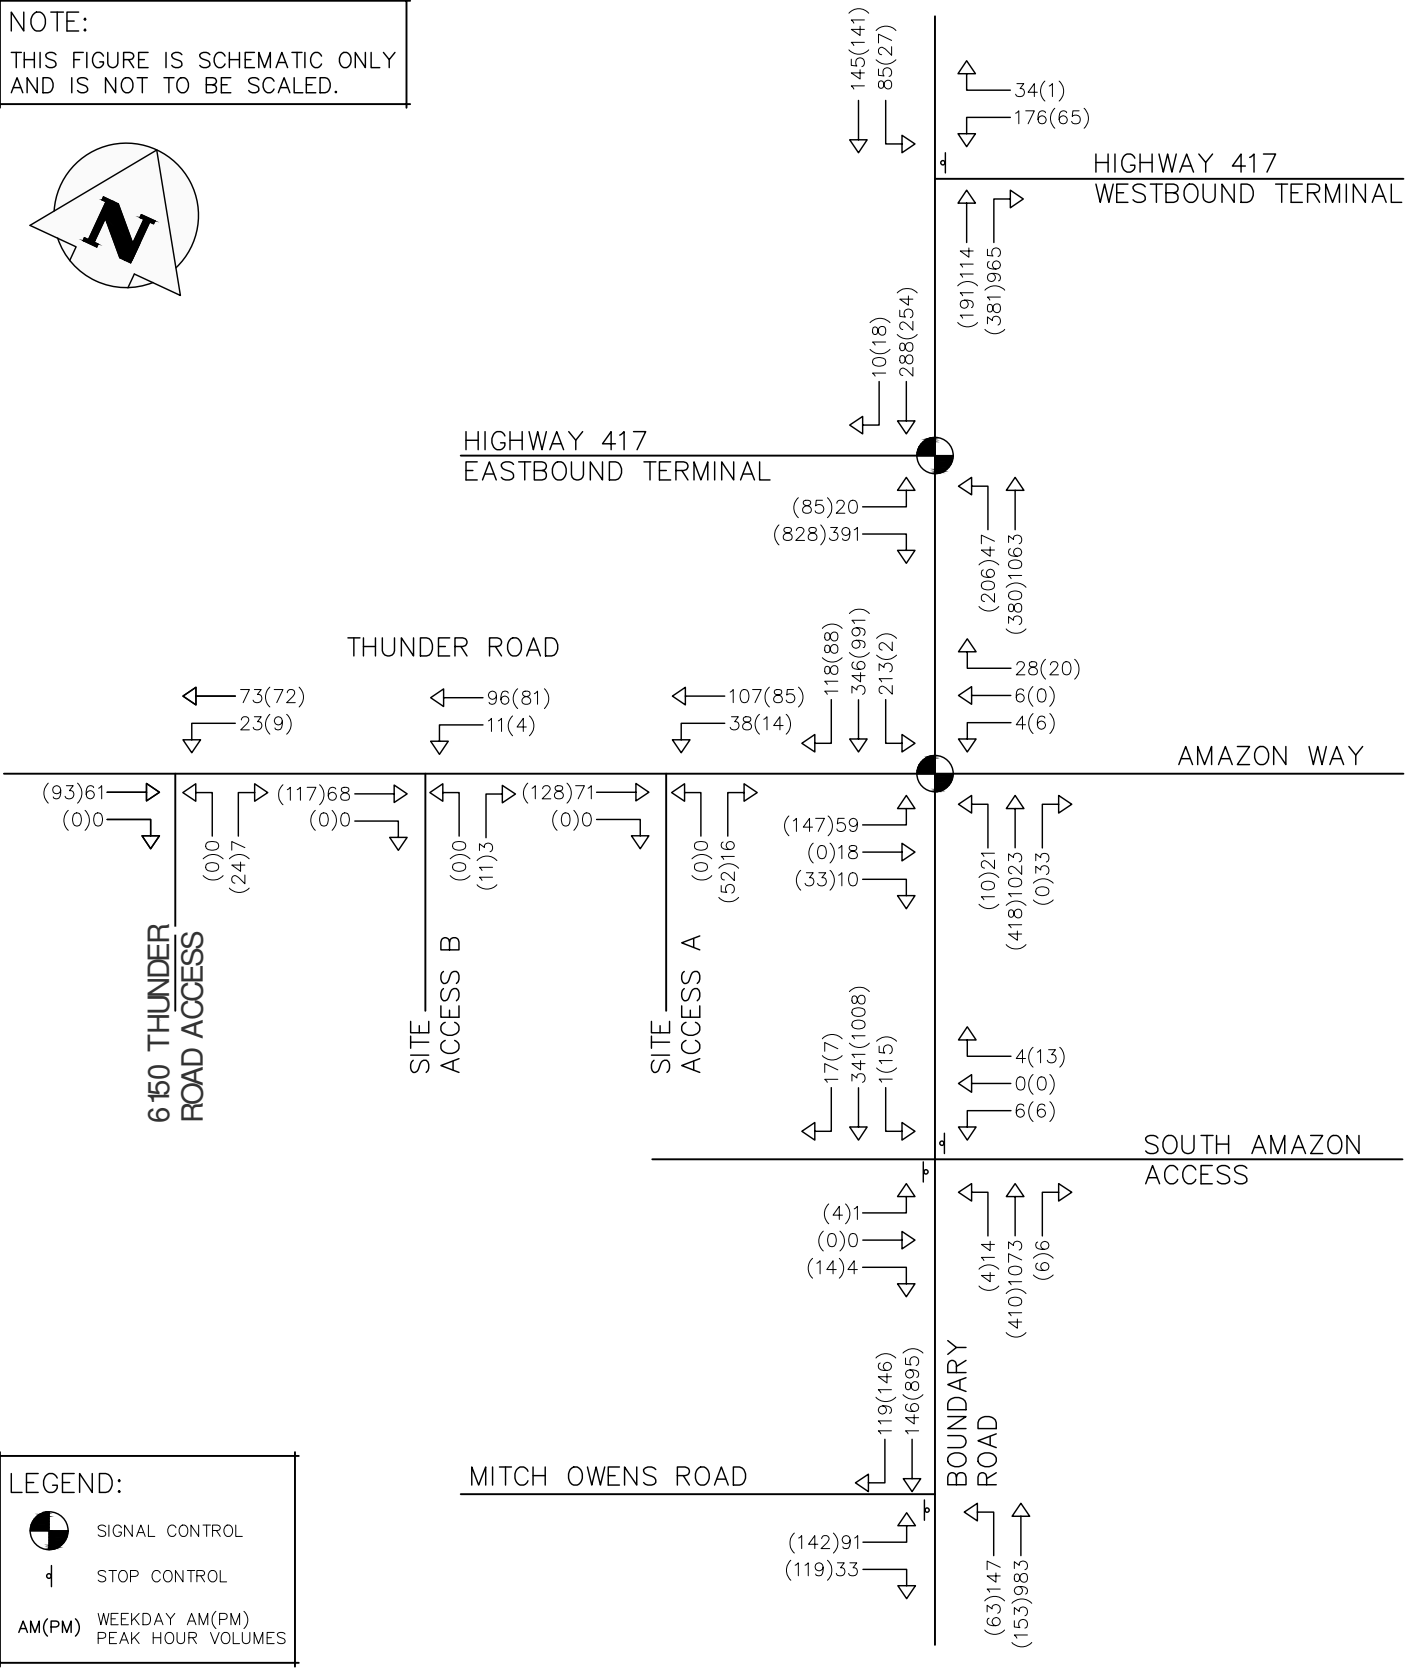 NOTE:
THIS FIGURE IS SCHEMATIC ONLY
AND IS NOT TO BE SCALED.
N
145(141)
85(27)
34(1)
176(65)
HIGHWAY 417
WESTBOUND TERMINAL
(191)114
(381)965
10(18)
288(254)
HIGHWAY 417
EASTBOUND TERMINAL
(85)20
(828)391
(206)47
(380)1063
THUNDER ROAD
118(88)
346(991)
213(2)
28(20)
6(0)
4(6)
73(72)
23(9)
96(81)
11(4)
107(85)
38(14)
AMAZON WAY
(93)61
(0)0
(0)0
(24)7
(117)68
(0)0
(0)0
(11)3
(128)71
(0)0
(0)0
(52)16
(147)59
(0)18
(33)10
(10)21
(418)1023
(0)33
6150 THUNDER
ROAD ACCESS
SITE
ACCESS B
SITE
ACCESS A
17(7)
341(1008)
1(15)
4(13)
0(0)
6(6)
SOUTH AMAZON
ACCESS
(4)1
(0)0
(14)4
(4)14
(410)1073
(6)6
119(146)
146(895)
BOUNDARY
ROAD
MITCH OWENS ROAD
(142)91
(119)33
(63)147
(153)983
LEGEND:
SIGNAL CONTROL
STOP CONTROL
AM(PM) WEEKDAY AM(PM)
PEAK HOUR VOLUMES